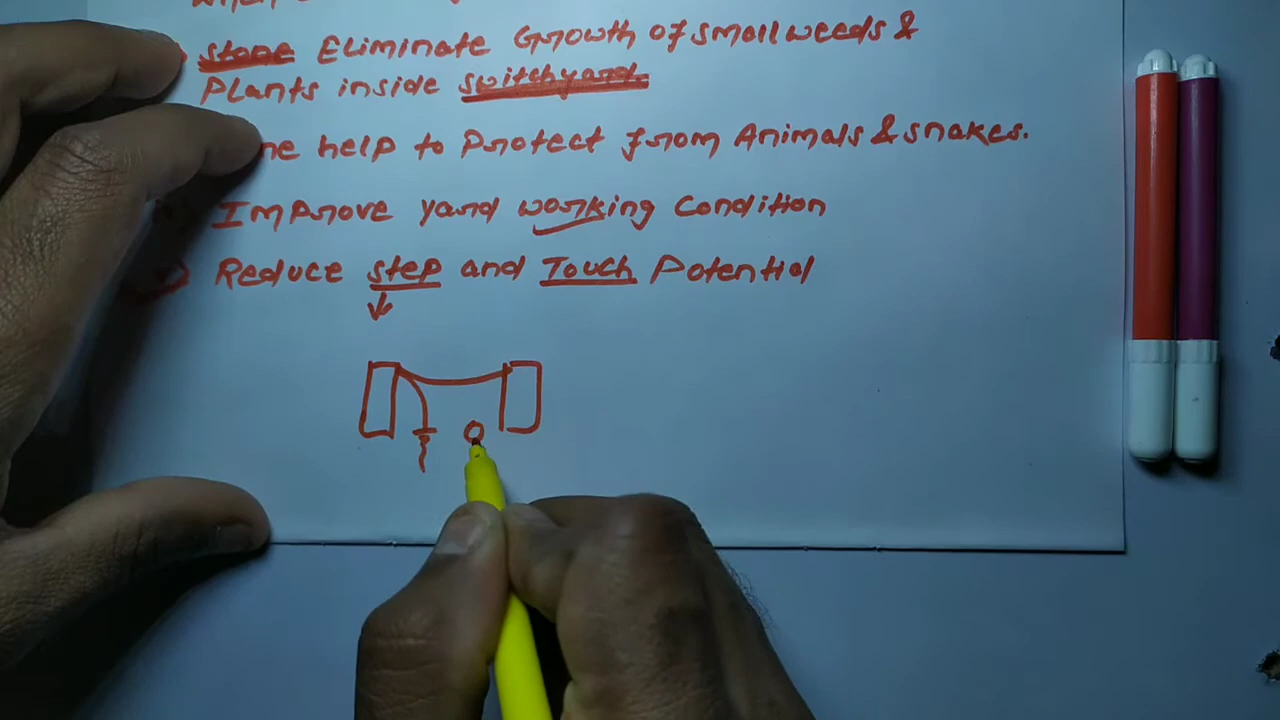 stone Eliminate Growth of small weeds &
Plants inside switchyard.
help to Protect from Animals & snakes.
Improve yard working Condition
Reduce step and Touch Potential